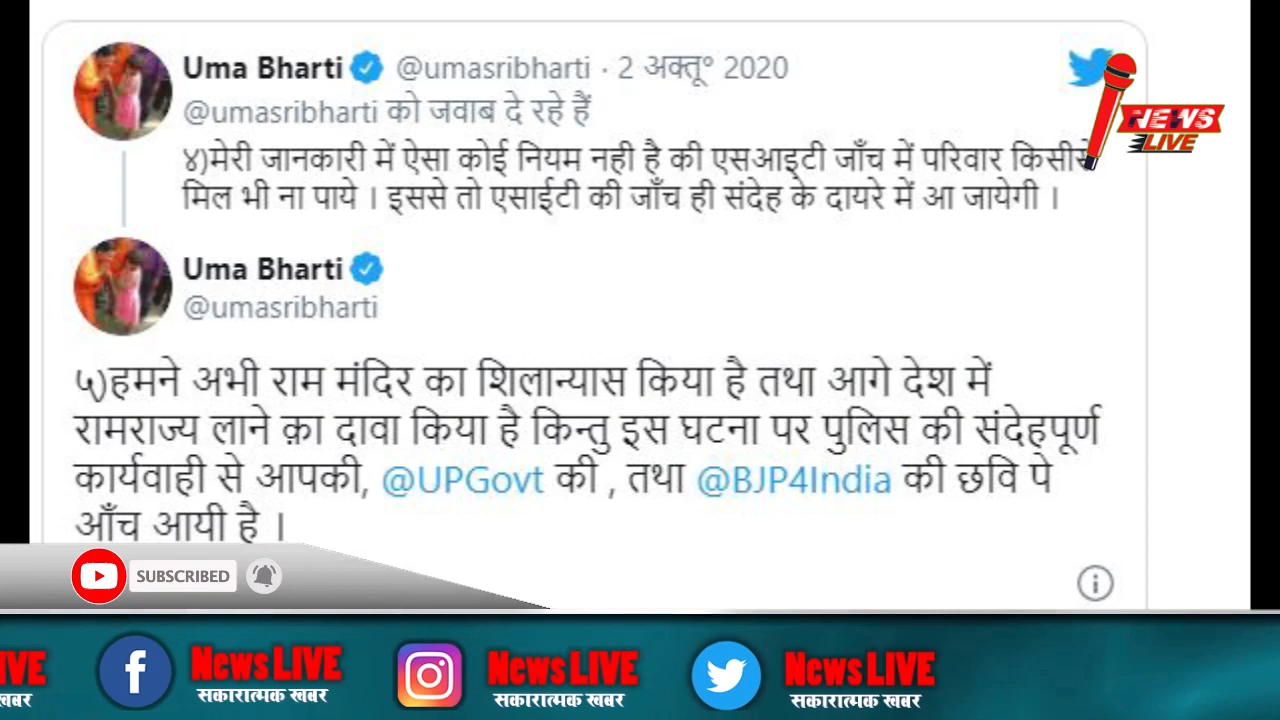 Uma Bharti @umasribharti · 2 अक्तू॰ 2020
@umasribharti को जवाब दे रहे हैं
४)मेरी जानकारी में ऐसा कोई नियम नही है की एसआइटी जाँच में परिवार किसीसे
मिल भी ना पाये । इससे तो एसाईटी की जाँच ही संदेह के दायरे में आ जायेगी ।
NEWS
LIVE
Uma Bharti
@umasribharti
५)हमने अभी राम मंदिर का शिलान्यास किया है तथा आगे देश में
रामराज्य लाने क़ा दावा किया है किन्तु इस घटना पर पुलिस की संदेहपूर्ण
कार्यवाही से आपकी, @UPGovt की , तथा @BJP4India की छवि पे
आँच आयी है ।
SUBSCRIBED
IVE
खबर
News LIVE
सकारात्मक खबर
News LIVE
सकारात्मक खबर
News LIVE
सकारात्मक खबर